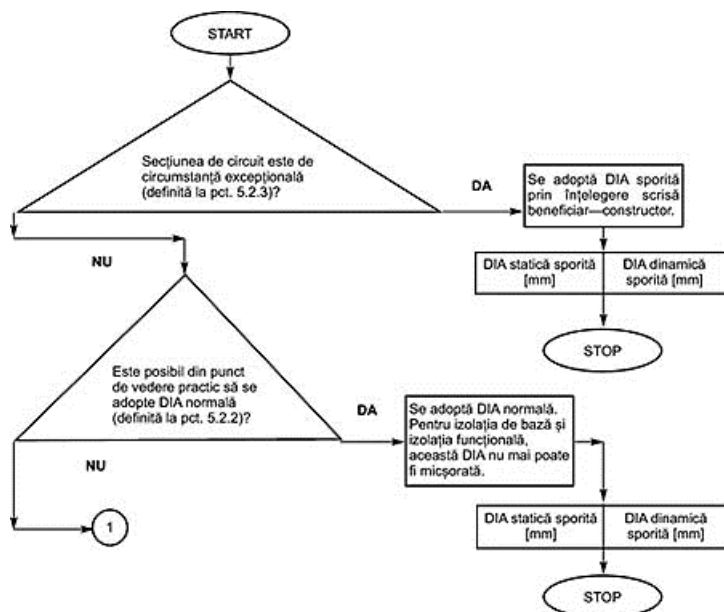 START
Secțiunea de circuit este de
circumstanță excepțională
(definită la pct. 5.2.3)?
DA
Se adoptă DIA sporită
prin înțelegere scrisă
beneficiar—constructor.
NU
DIA statică sporită
[mm]
DIA dinamică
sporită [mm]
STOP
Este posibil din punct
de vedere practic să se
adopte DIA normală
(definită la pct. 5.2.2)?
DA
Se adoptă DIA normală.
Pentru izolația de bază și
izolația funcțională,
această DIA nu mai poate
fi micșorată.
NU
1
DIA statică sporită
[mm]
DIA dinamică
sporită [mm]
STOP